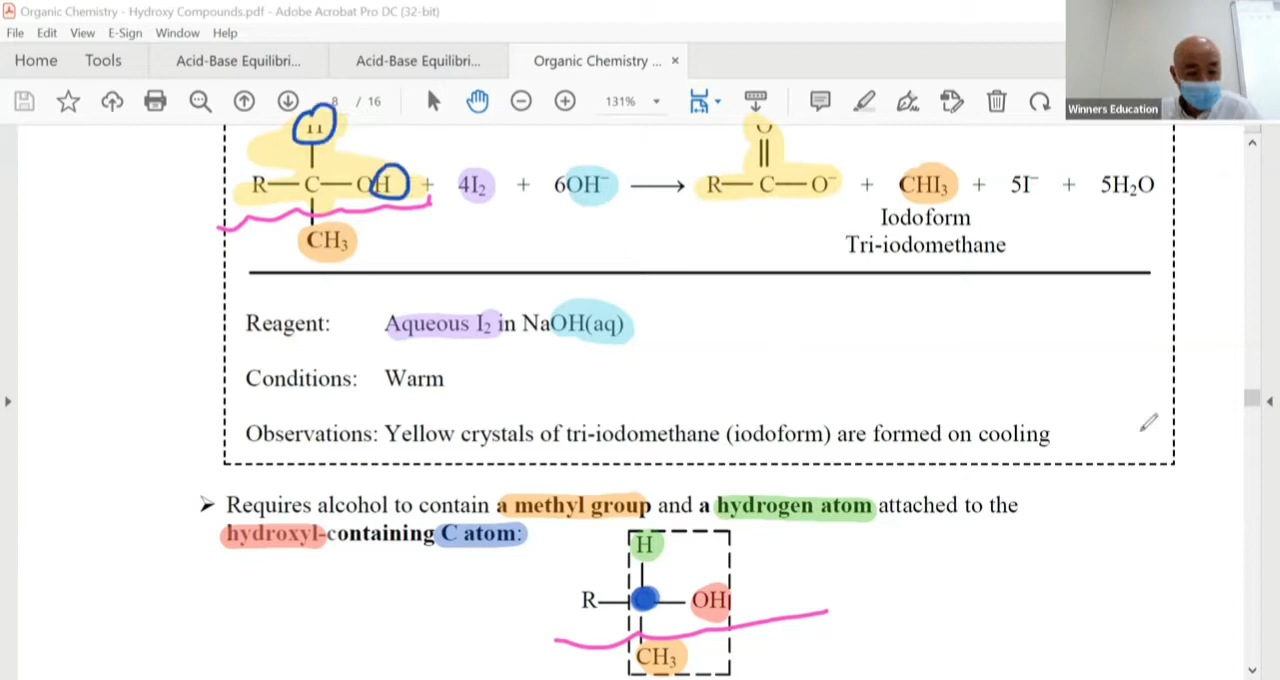 Organic Chemistry - Hydroxy Compounds.pdf - Adobe Acrobat Pro DC (32-bit)
File Edit View E-Sign Window Help
Home Tools Acid-Base Equilibri... Acid-Base Equilibri... Organic Chemistry ... ×
8 / 16 131%
Winners Education
H
O
R—C—OH + 4I₂ + 6OH⁻ ⟶ R—C—O⁻ + CHI₃ + 5I⁻ + 5H₂O
CH₃
Iodoform
Tri-iodomethane
Reagent: Aqueous I₂ in NaOH(aq)
Conditions: Warm
Observations: Yellow crystals of tri-iodomethane (iodoform) are formed on cooling
➢ Requires alcohol to contain a methyl group and a hydrogen atom attached to the
hydroxyl-containing C atom:
H
R— —OH
CH₃